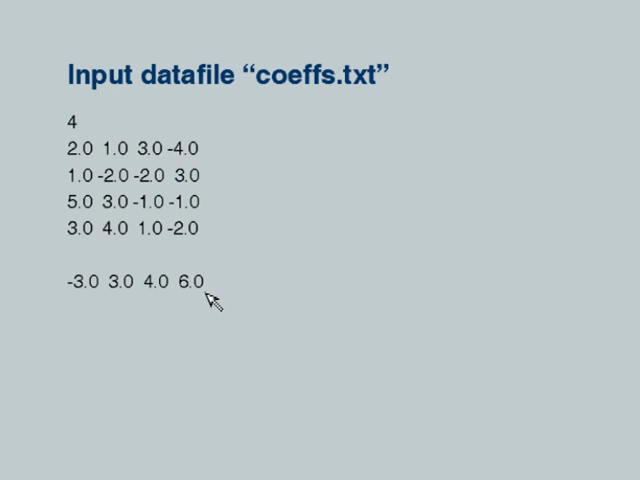 Input datafile “coeffs.txt”
4
2.0 1.0 3.0 -4.0
1.0 -2.0 -2.0 3.0
5.0 3.0 -1.0 -1.0
3.0 4.0 1.0 -2.0
-3.0 3.0 4.0 6.0